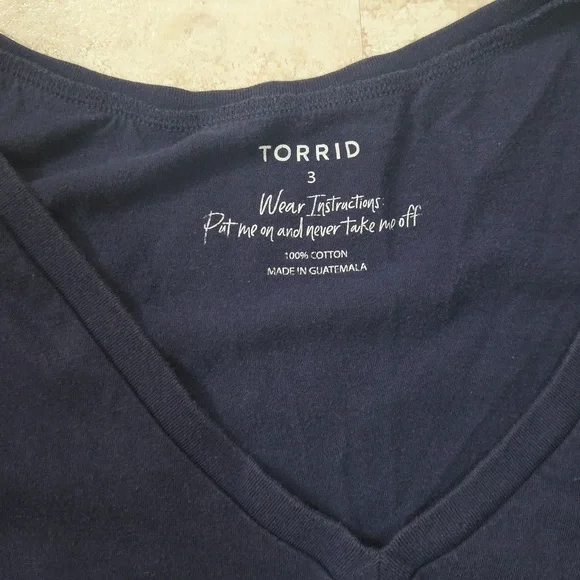 TORRID
3
Wear Instructions:
Put me on and never take me off
100% COTTON
MADE IN GUATEMALA